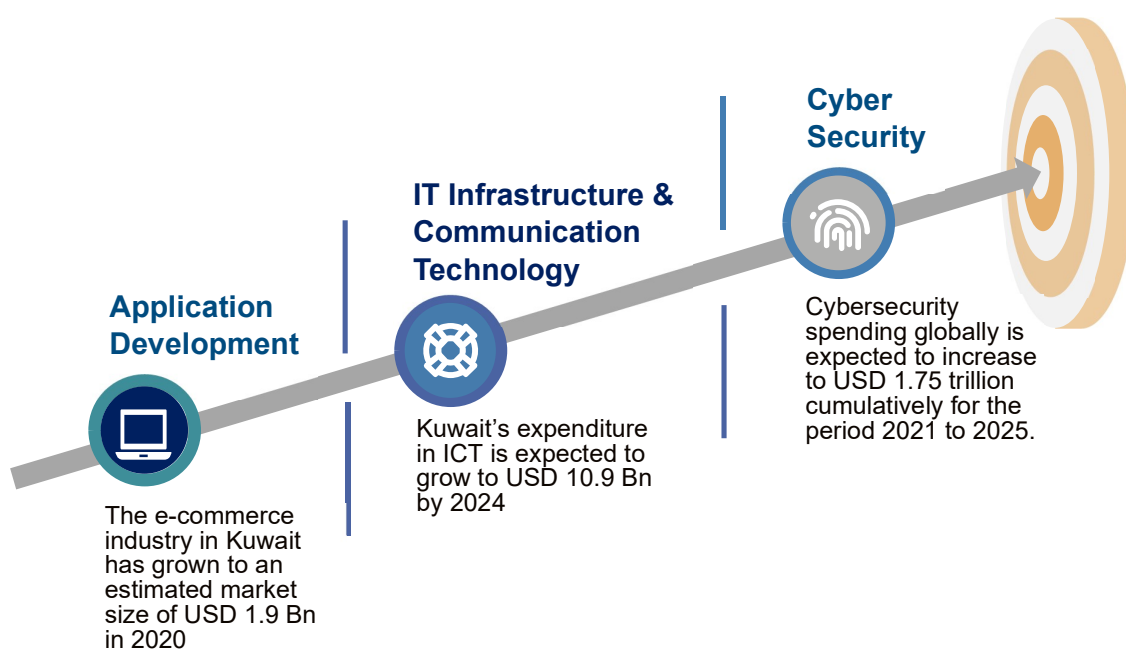 Application
Development
The e-commerce
industry in Kuwait
has grown to an
estimated market
size of USD 1.9 Bn
in 2020
IT Infrastructure &
Communication
Technology
Kuwait’s expenditure
in ICT is expected to
grow to USD 10.9 Bn
by 2024
Cyber
Security
Cybersecurity
spending globally is
expected to increase
to USD 1.75 trillion
cumulatively for the
period 2021 to 2025.